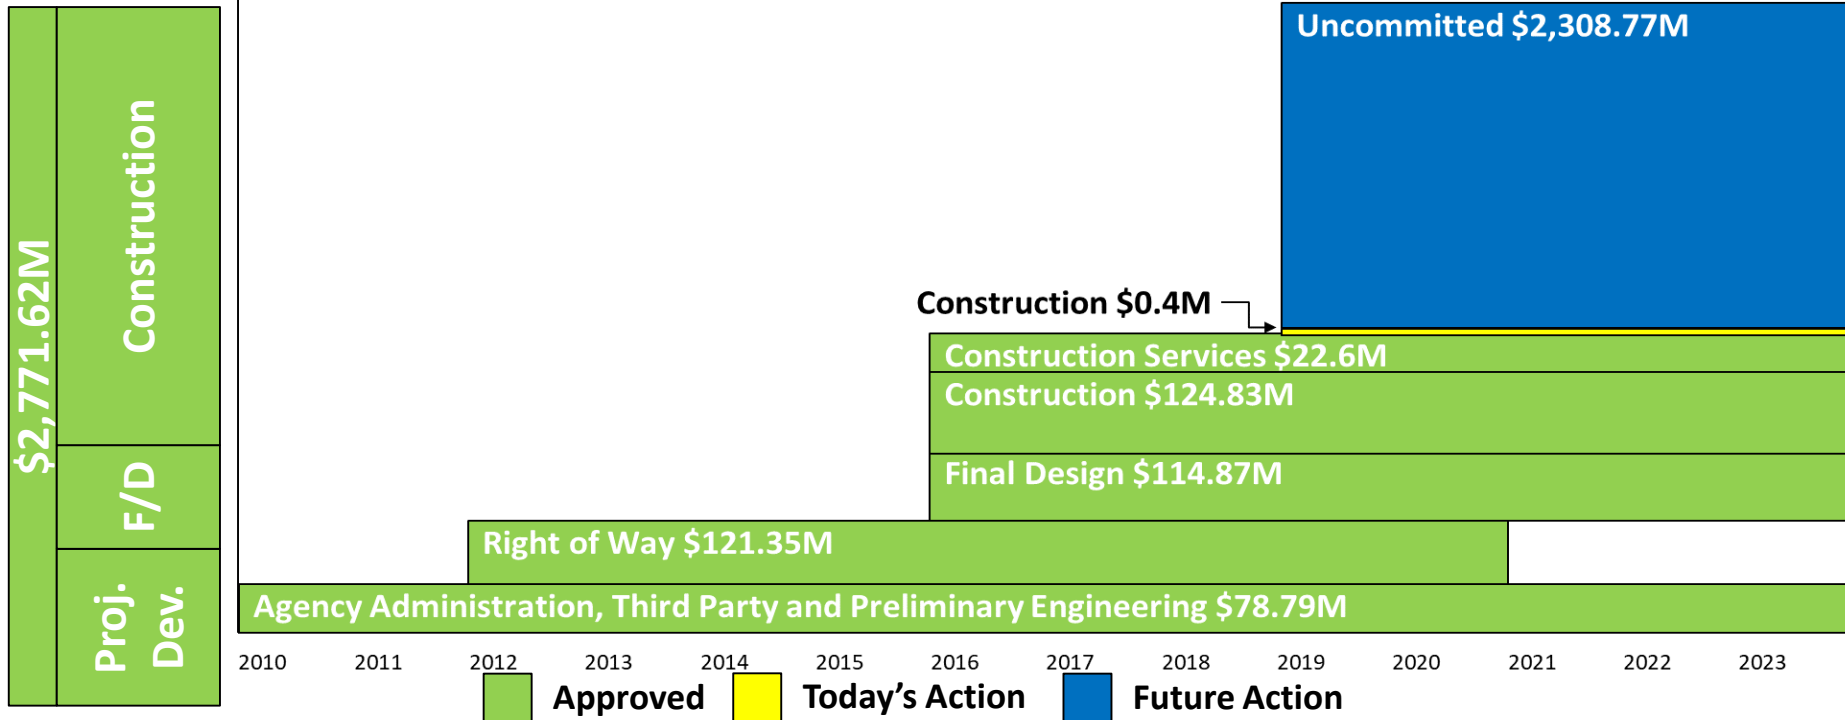 $2,771.62M
Construction
F/D
Proj.
Dev.
Uncommitted $2,308.77M
Construction $0.4M
Construction Services $22.6M
Construction $124.83M
Final Design $114.87M
Right of Way $121.35M
Agency Administration, Third Party and Preliminary Engineering $78.79M
2010 2011 2012 2013 2014 2015 2016 2017 2018 2019 2020 2021 2022 2023
Approved Today's Action Future Action